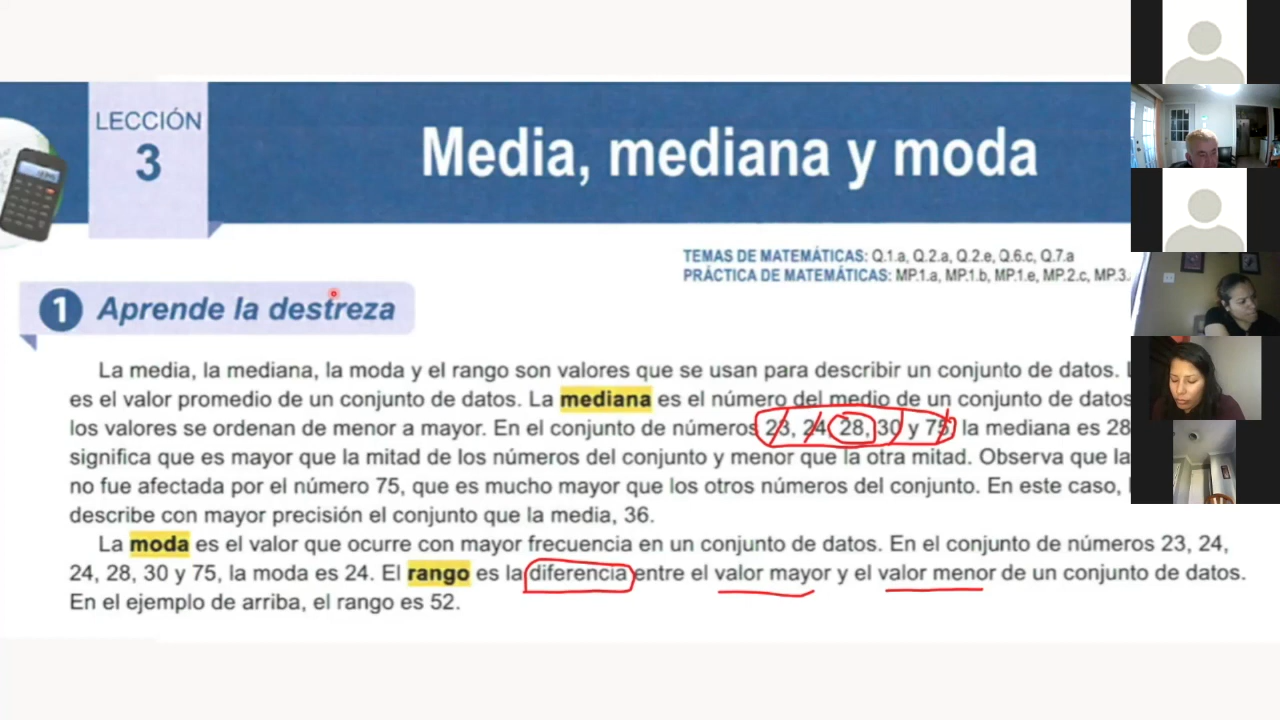 LECCIÓN
3
Media, mediana y moda
TEMAS DE MATEMÁTICAS: Q.1.a, Q.2.a, Q.2.e, Q.6.c, Q.7.a
PRÁCTICA DE MATEMÁTICAS: MP.1.a, MP.1.b, MP.1.e, MP.2.c, MP.3.
1 Aprende la destreza
La media, la mediana, la moda y el rango son valores que se usan para describir un conjunto de datos.
es el valor promedio de un conjunto de datos. La mediana es el número del medio de un conjunto de datos
los valores se ordenan de menor a mayor. En el conjunto de números 23, 24, 28, 30 y 75, la mediana es 28
significa que es mayor que la mitad de los números del conjunto y menor que la otra mitad. Observa que la
no fue afectada por el número 75, que es mucho mayor que los otros números del conjunto. En este caso,
describe con mayor precisión el conjunto que la media, 36.
La moda es el valor que ocurre con mayor frecuencia en un conjunto de datos. En el conjunto de números 23, 24,
24, 28, 30 y 75, la moda es 24. El rango es la diferencia entre el valor mayor y el valor menor de un conjunto de datos.
En el ejemplo de arriba, el rango es 52.